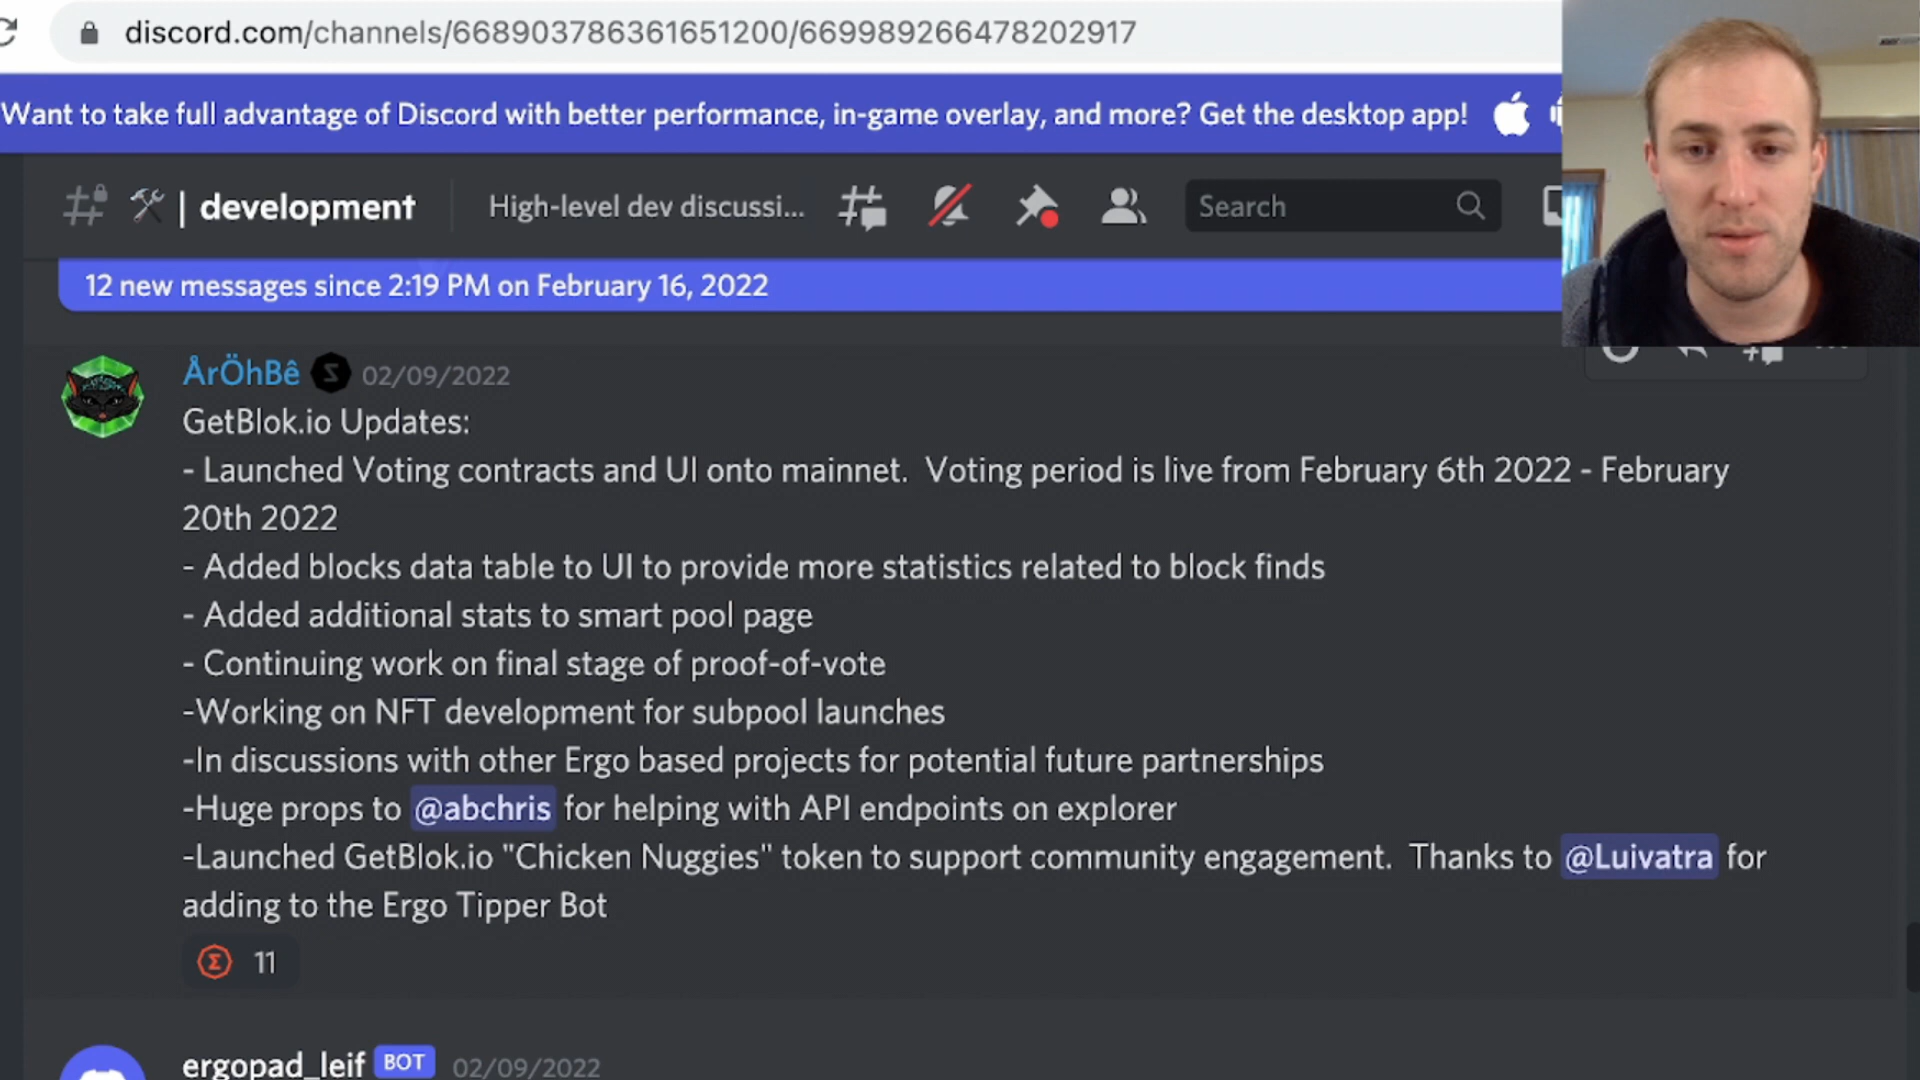 discord.com/channels/668903786361651200/669989266478202917
Want to take full advantage of Discord with better performance, in-game overlay, and more? Get the desktop app!
| development
High-level dev discussi...
Search
12 new messages since 2:19 PM on February 16, 2022
ÅrÖhBê 02/09/2022
GetBlok.io Updates:
- Launched Voting contracts and UI onto mainnet.  Voting period is live from February 6th 2022 - February
20th 2022
- Added blocks data table to UI to provide more statistics related to block finds
- Added additional stats to smart pool page
- Continuing work on final stage of proof-of-vote
-Working on NFT development for subpool launches
-In discussions with other Ergo based projects for potential future partnerships
-Huge props to @abchris for helping with API endpoints on explorer
-Launched GetBlok.io "Chicken Nuggies" token to support community engagement.  Thanks to @Luivatra for
adding to the Ergo Tipper Bot
Σ 11
ergopad_leif BOT 02/09/2022